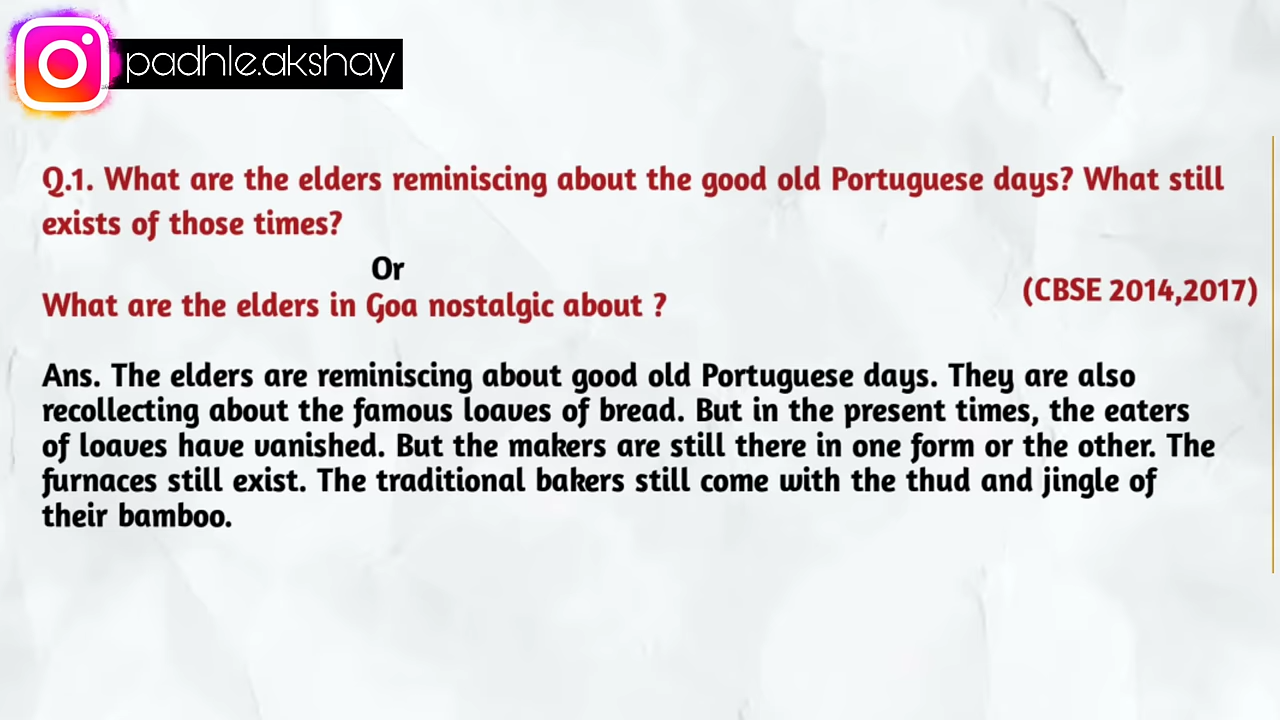 padhle.akshay
Q.1. What are the elders reminiscing about the good old Portuguese days? What still
exists of those times?
Or
What are the elders in Goa nostalgic about ?
(CBSE 2014,2017)
Ans. The elders are reminiscing about good old Portuguese days. They are also
recollecting about the famous loaves of bread. But in the present times, the eaters
of loaves have vanished. But the makers are still there in one form or the other. The
furnaces still exist. The traditional bakers still come with the thud and jingle of
their bamboo.